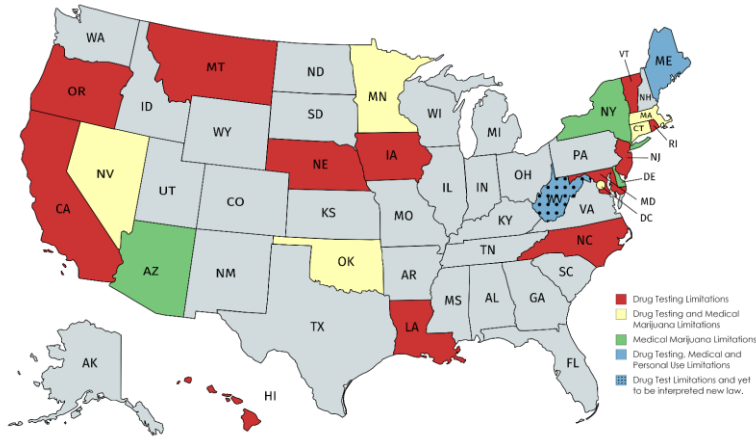 WA
MT
ND
MN
VT
ME
OR
ID
SD
WI
MI
NY
NH
MA
CT
RI
WY
NE
IA
PA
NJ
NV
UT
CO
IL
IN
OH
DE
MD
DC
CA
KS
MO
WV
VA
KY
AZ
NM
OK
AR
TN
NC
SC
MS
AL
GA
TX
LA
FL
AK
HI
Drug Testing Limitations
Drug Testing and Medical
Marijuana Limitations
Medical Marijuana Limitations
Drug Testing, Medical and
Personal Use Limitations
Drug Test Limitations and yet
to be interpreted new law.